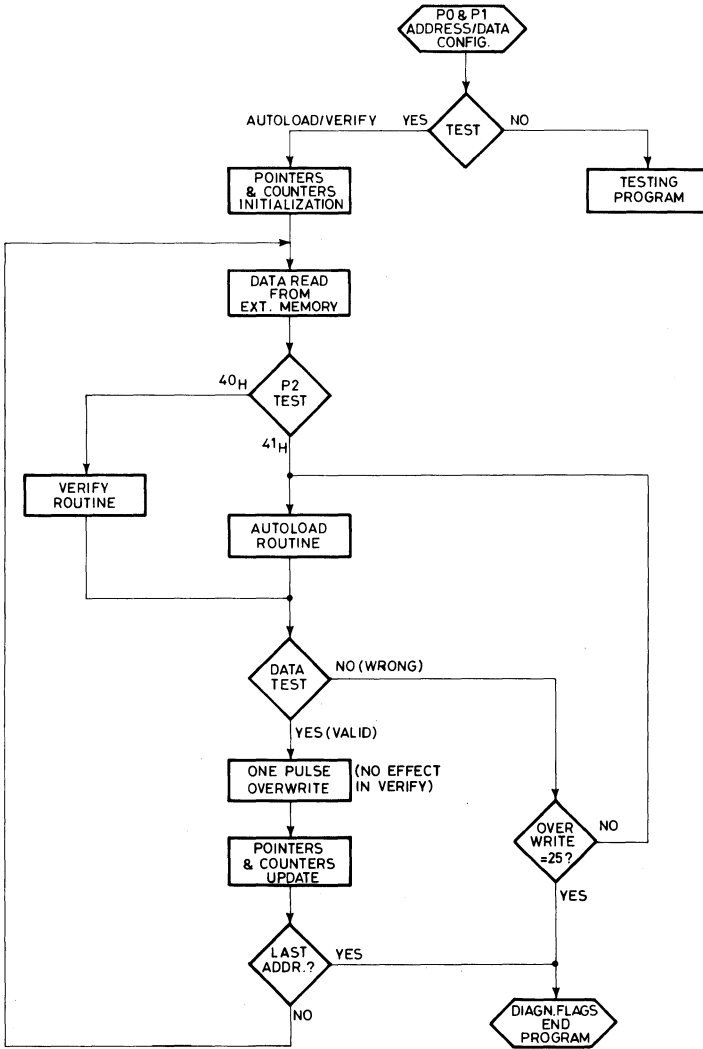 P0 & P1
ADDRESS/DATA
CONFIG.
AUTOLOAD/VERIFY YES
TEST
NO
POINTERS
& COUNTERS
INITIALIZATION
TESTING
PROGRAM
DATA READ
FROM
EXT. MEMORY
40H
P2
TEST
41H
VERIFY
ROUTINE
AUTOLOAD
ROUTINE
DATA
TEST
NO (WRONG)
YES (VALID)
ONE PULSE
OVERWRITE
(NO EFFECT
IN VERIFY)
OVER
WRITE
=25?
NO
YES
POINTERS
& COUNTERS
UPDATE
LAST
ADDR.?
YES
NO
DIAGN.FLAGS
END
PROGRAM